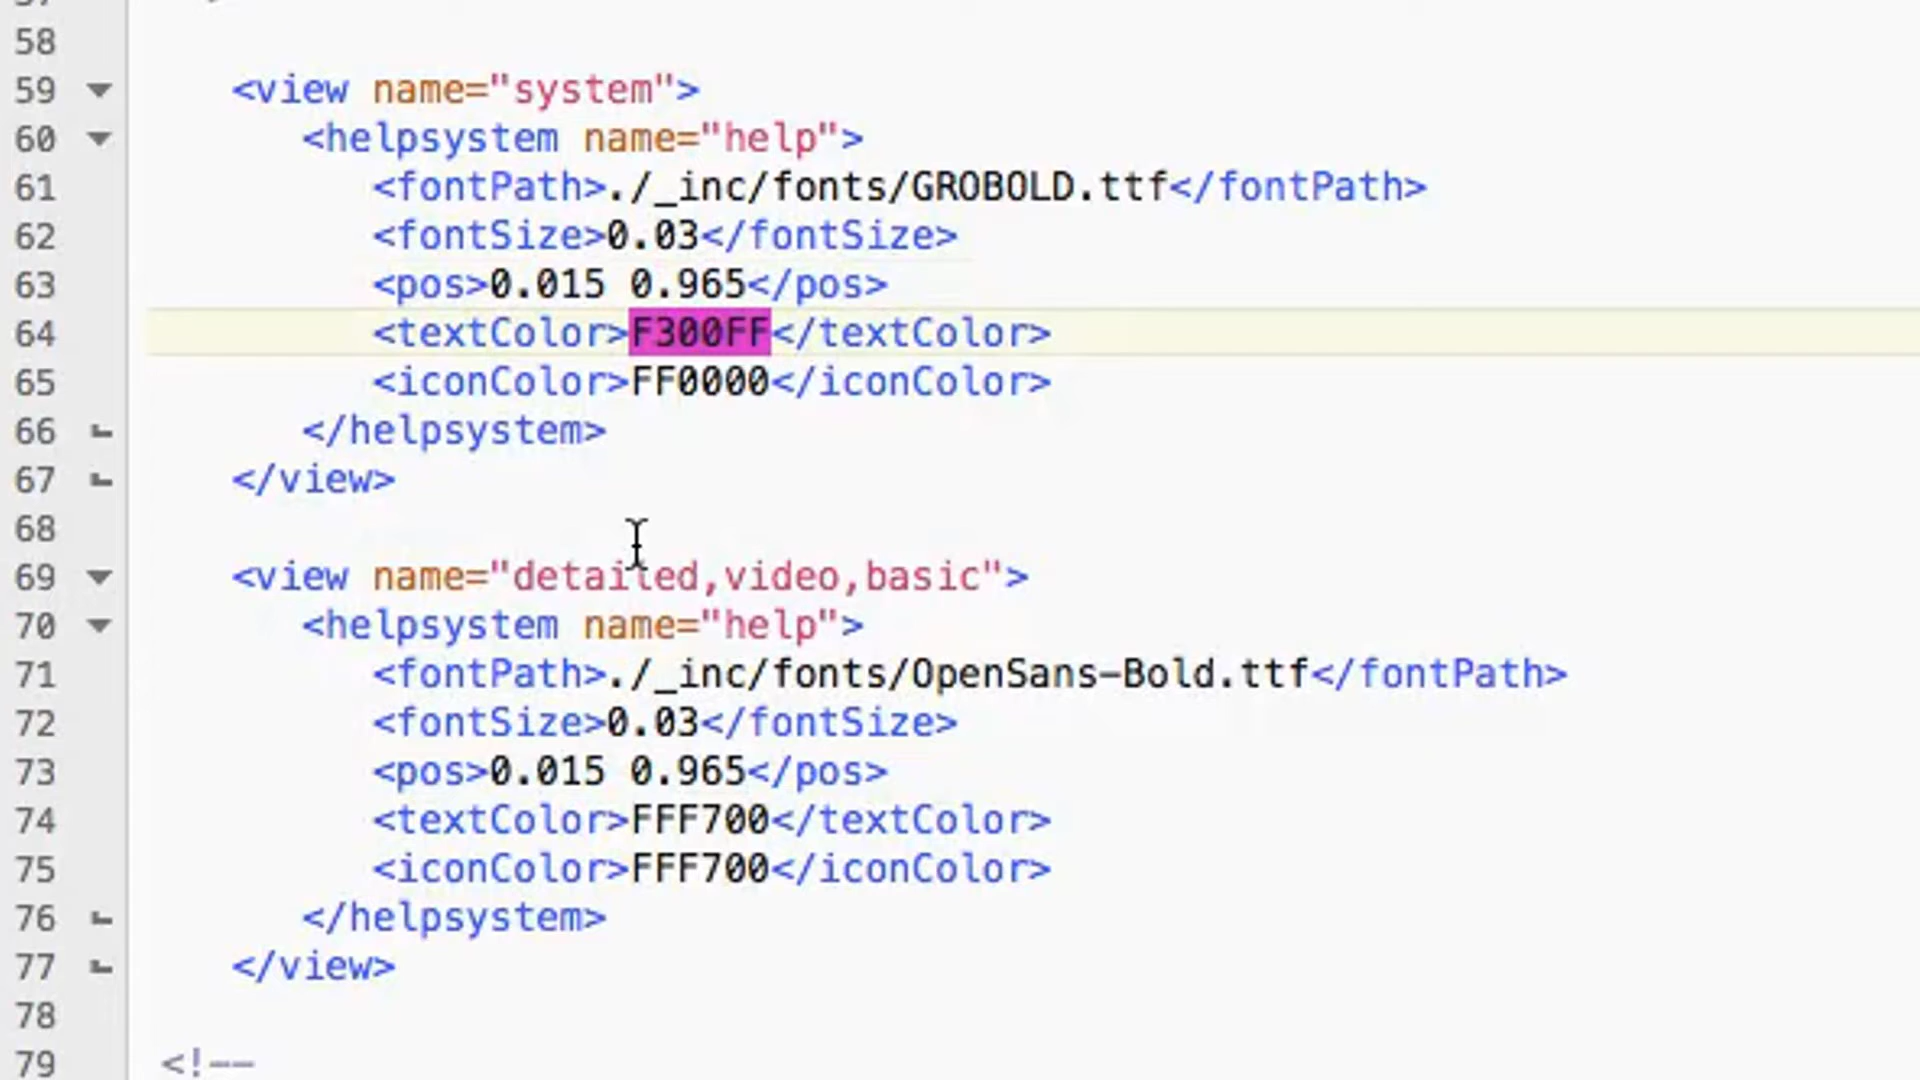 58
59 <view name="system">
60 <helpsystem name="help">
61 <fontPath>./_inc/fonts/GROBOLD.ttf</fontPath>
62 <fontSize>0.03</fontSize>
63 <pos>0.015 0.965</pos>
64 <textColor>F300FF</textColor>
65 <iconColor>FF0000</iconColor>
66 </helpsystem>
67 </view>
68
69 <view name="detailed,video,basic">
70 <helpsystem name="help">
71 <fontPath>./_inc/fonts/OpenSans-Bold.ttf</fontPath>
72 <fontSize>0.03</fontSize>
73 <pos>0.015 0.965</pos>
74 <textColor>FFF700</textColor>
75 <iconColor>FFF700</iconColor>
76 </helpsystem>
77 </view>
78
79 <!--